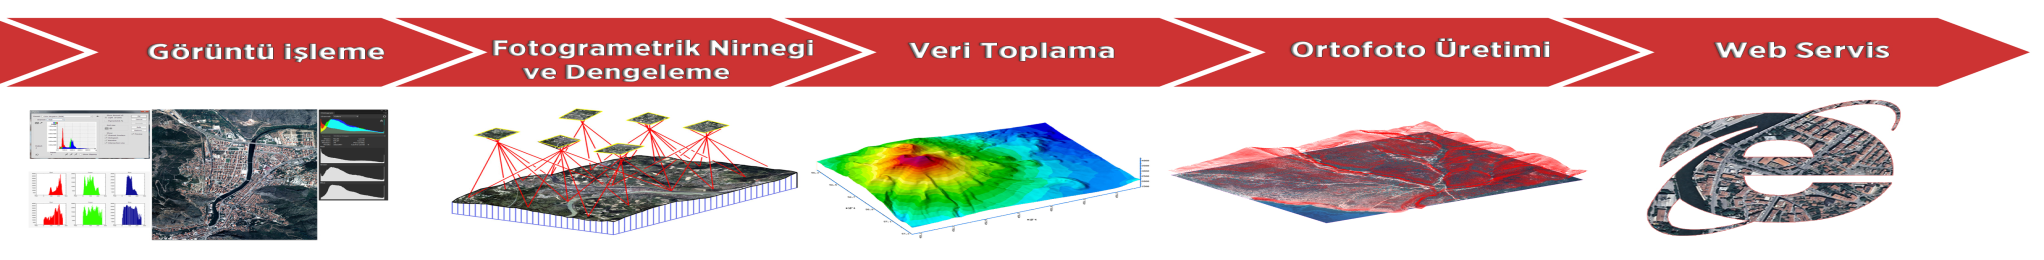 Görüntü işleme
Fotogrametrik Nirnegi
ve Dengeleme
Veri Toplama
Ortofoto Üretimi
Web Servis